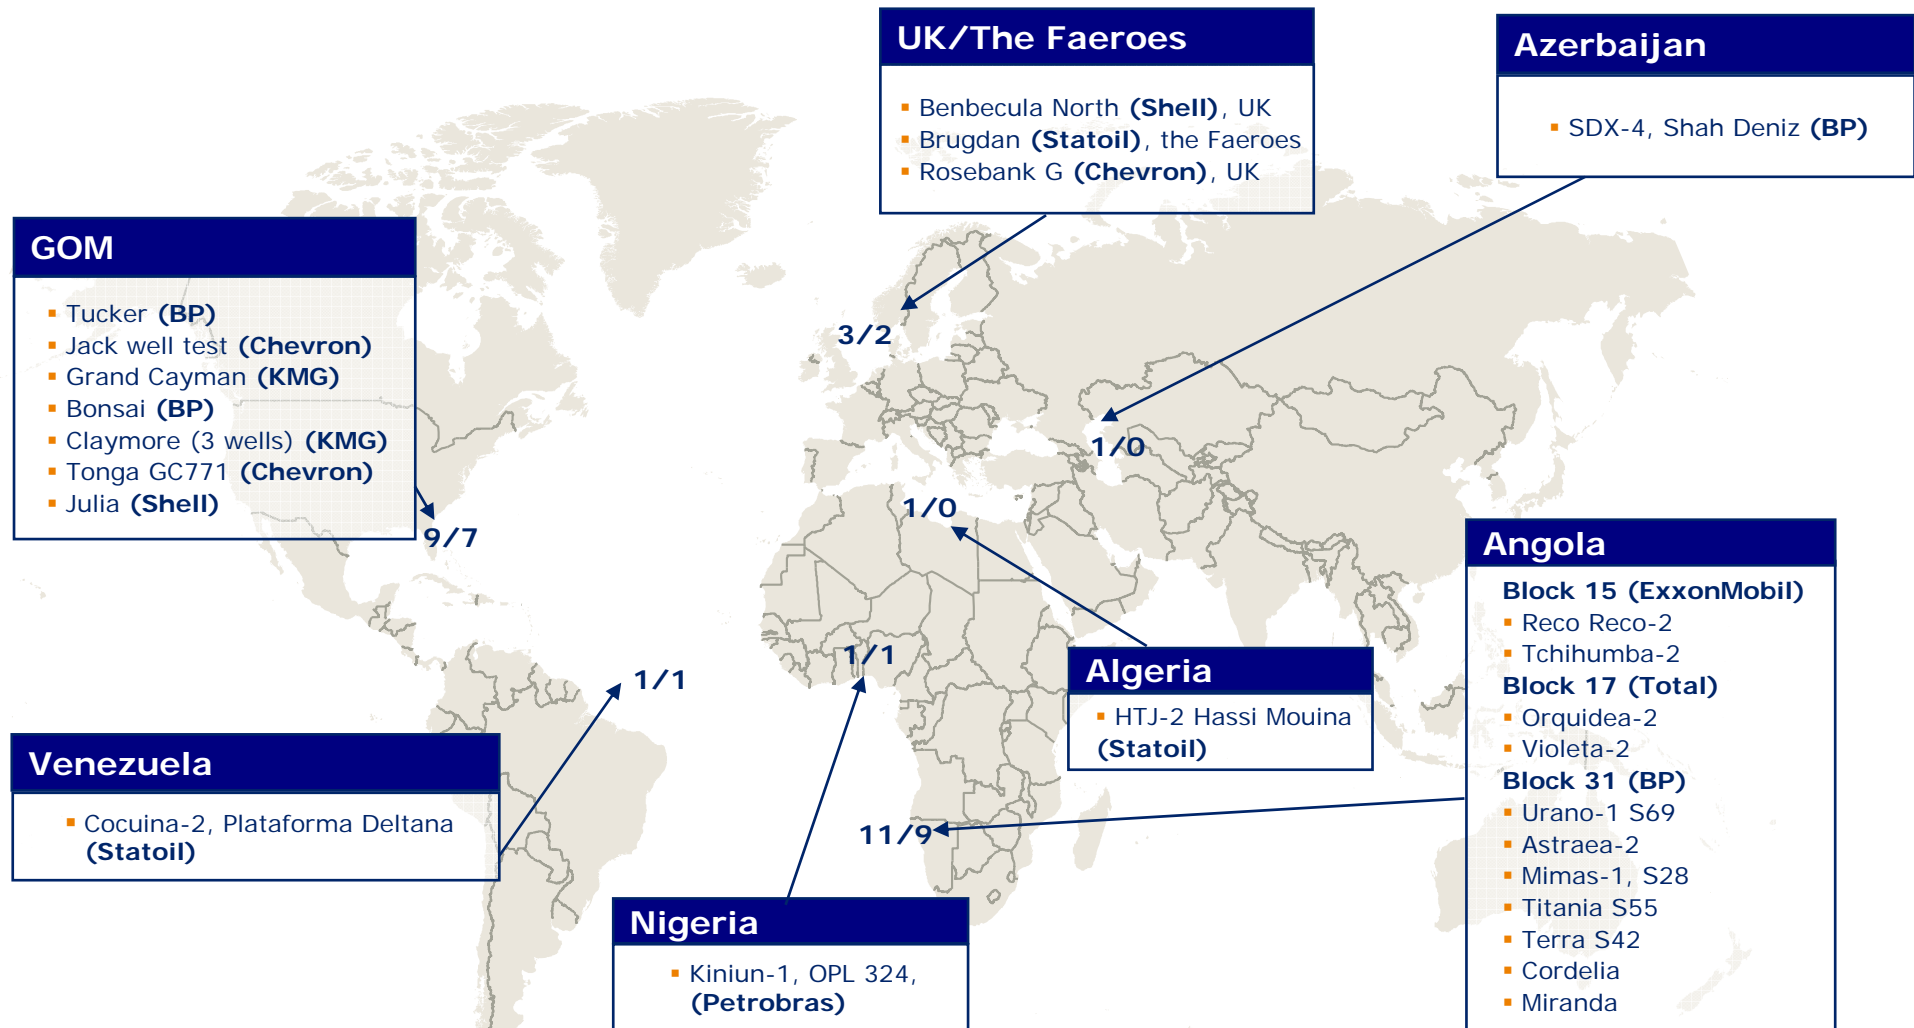 UK/The Faeroes
Benbecula North (Shell), UK
Brugdan (Statoil), the Faeroes
Rosebank G (Chevron), UK
Azerbaijan
SDX-4, Shah Deniz (BP)
GOM
Tucker (BP)
Jack well test (Chevron)
Grand Cayman (KMG)
Bonsai (BP)
Claymore (3 wells) (KMG)
Tonga GC771 (Chevron)
Julia (Shell)
3/2
1/0
9/7
1/0
1/1
1/1
11/9
Algeria
HTJ-2 Hassi Mouina
(Statoil)
Angola
Block 15 (ExxonMobil)
Reco Reco-2
Tchihumba-2
Block 17 (Total)
Orquidea-2
Violeta-2
Block 31 (BP)
Urano-1 S69
Astraea-2
Mimas-1, S28
Titania S55
Terra S42
Cordelia
Miranda
Venezuela
Cocuina-2, Plataforma Deltana
(Statoil)
Nigeria
Kiniun-1, OPL 324,
(Petrobras)